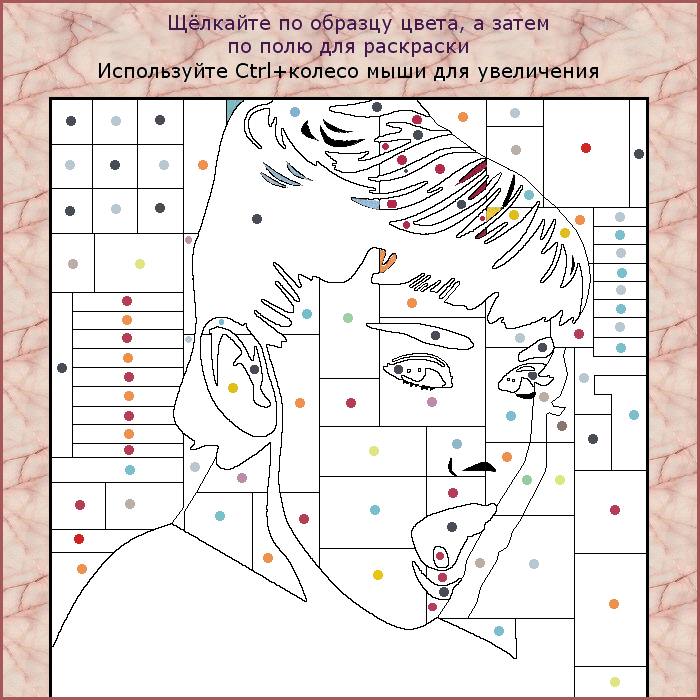 Щёлкайте по образцу цвета, а затем
по полю для раскраски
Используйте Ctrl+колесо мыши для увеличения